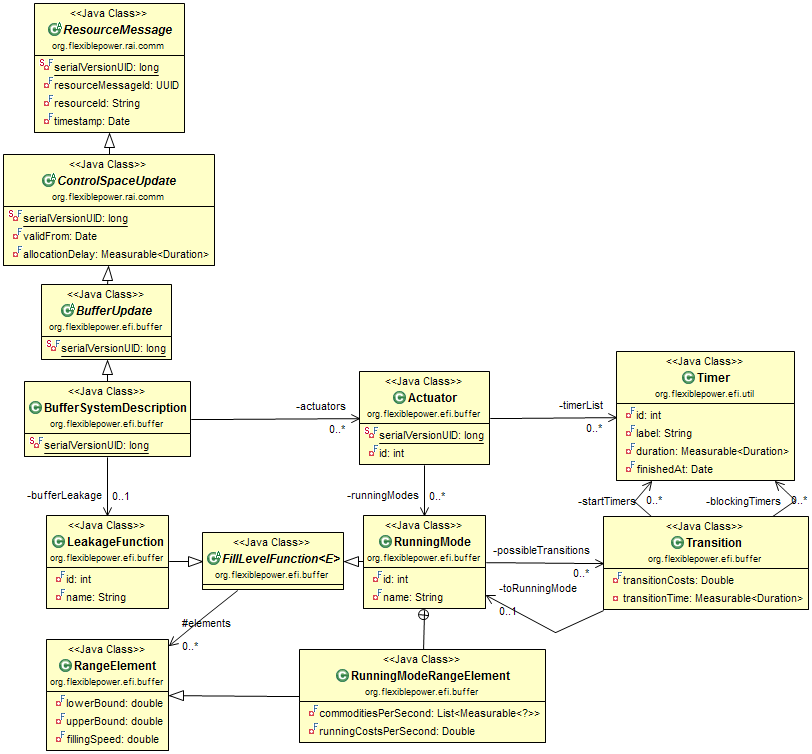 <<Java Class>>
ResourceMessage
org.flexiblepower.rai.comm
serialVersionUID: long
resourceMessageId: UUID
resourceId: String
timestamp: Date
<<Java Class>>
ControlSpaceUpdate
org.flexiblepower.rai.comm
serialVersionUID: long
validFrom: Date
allocationDelay: Measurable<Duration>
<<Java Class>>
BufferUpdate
org.flexiblepower.efi.buffer
serialVersionUID: long
<<Java Class>>
BufferSystemDescription
org.flexiblepower.efi.buffer
serialVersionUID: long
-actuators
0..*
<<Java Class>>
Actuator
org.flexiblepower.efi.buffer
serialVersionUID: long
id: int
-timerList
0..*
<<Java Class>>
Timer
org.flexiblepower.efi.util
id: int
label: String
duration: Measurable<Duration>
finishedAt: Date
-bufferLeakage
0..1
-runningModes
0..*
-startTimers
0..*
-blockingTimers
0..*
<<Java Class>>
LeakageFunction
org.flexiblepower.efi.buffer
id: int
name: String
<<Java Class>>
FillLevelFunction<E>
org.flexiblepower.efi.buffer
<<Java Class>>
RunningMode
org.flexiblepower.efi.buffer
id: int
name: String
-possibleTransitions
0..*
-toRunningMode
0..1
<<Java Class>>
Transition
org.flexiblepower.efi.buffer
transitionCosts: Double
transitionTime: Measurable<Duration>
#elements
0..*
<<Java Class>>
RangeElement
org.flexiblepower.efi.buffer
lowerBound: double
upperBound: double
fillingSpeed: double
<<Java Class>>
RunningModeRangeElement
org.flexiblepower.efi.buffer
commoditiesPerSecond: List<Measurable<?>>
runningCostsPerSecond: Double